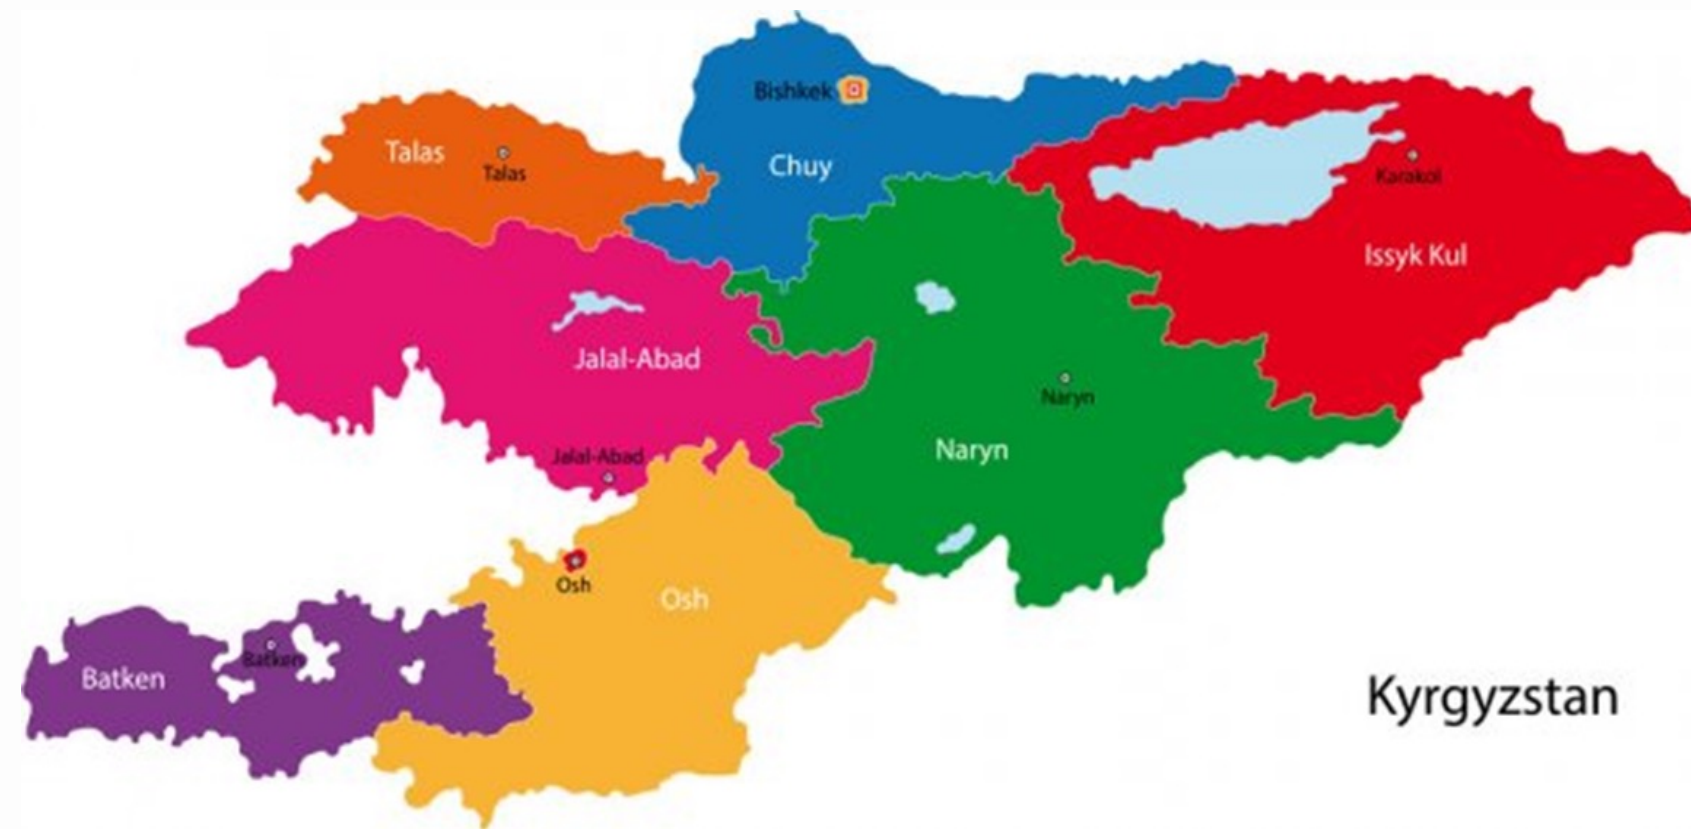 Bishkek
Talas
Talas
Chuy
Karakol
Issyk Kul
Jalal-Abad
Naryn
Naryn
Jalal-Abad
Osh
Osh
Batken
Batken
Kyrgyzstan